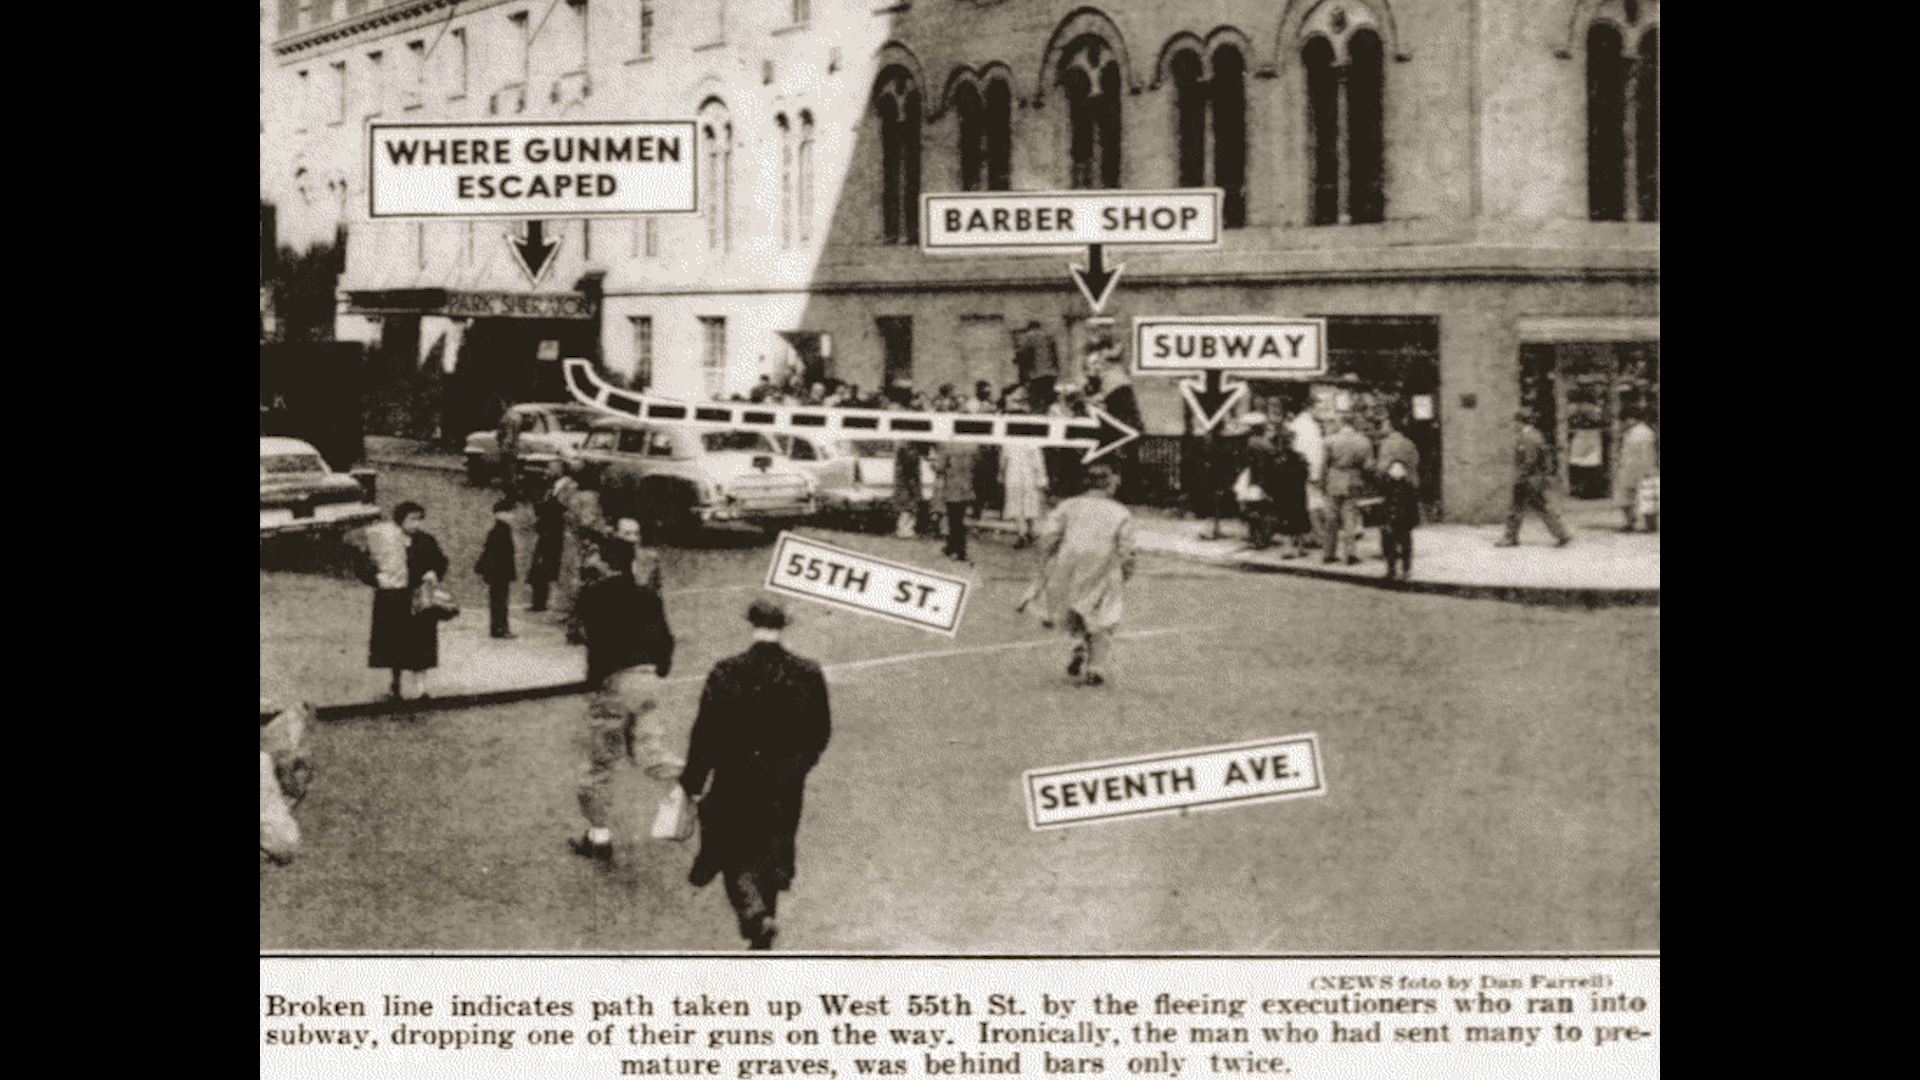 WHERE GUNMEN
ESCAPED
BARBER SHOP
PARK SHERATON
SUBWAY
55TH ST.
SEVENTH AVE.
(NEWS foto by Dan Farrell)
Broken line indicates path taken up West 55th St. by the fleeing executioners who ran into
subway, dropping one of their guns on the way. Ironically, the man who had sent many to pre-
mature graves, was behind bars only twice.